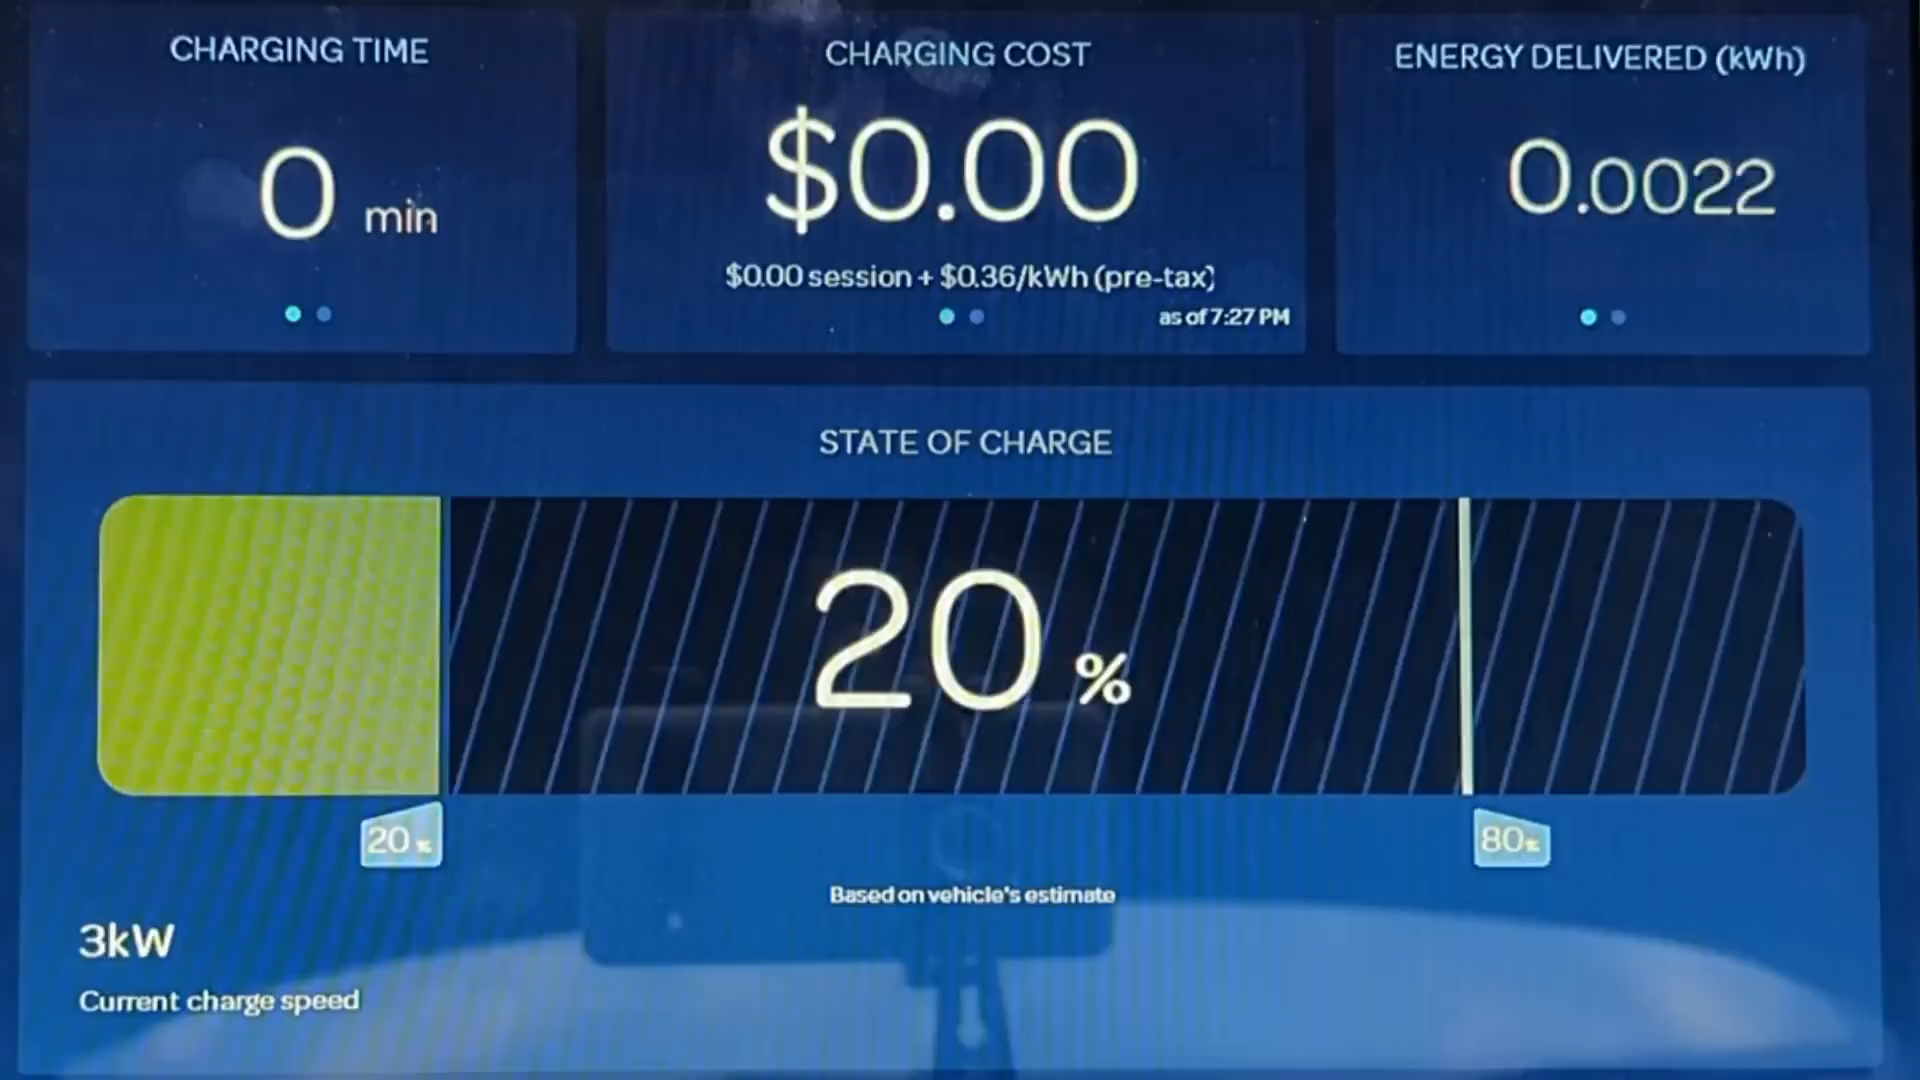 CHARGING TIME
0 min
CHARGING COST
$0.00
$0.00 session + $0.36/kWh (pre-tax)
as of 7:27 PM
ENERGY DELIVERED (kWh)
0.0022
STATE OF CHARGE
20 %
20 %
80 %
Based on vehicle's estimate
3kW
Current charge speed